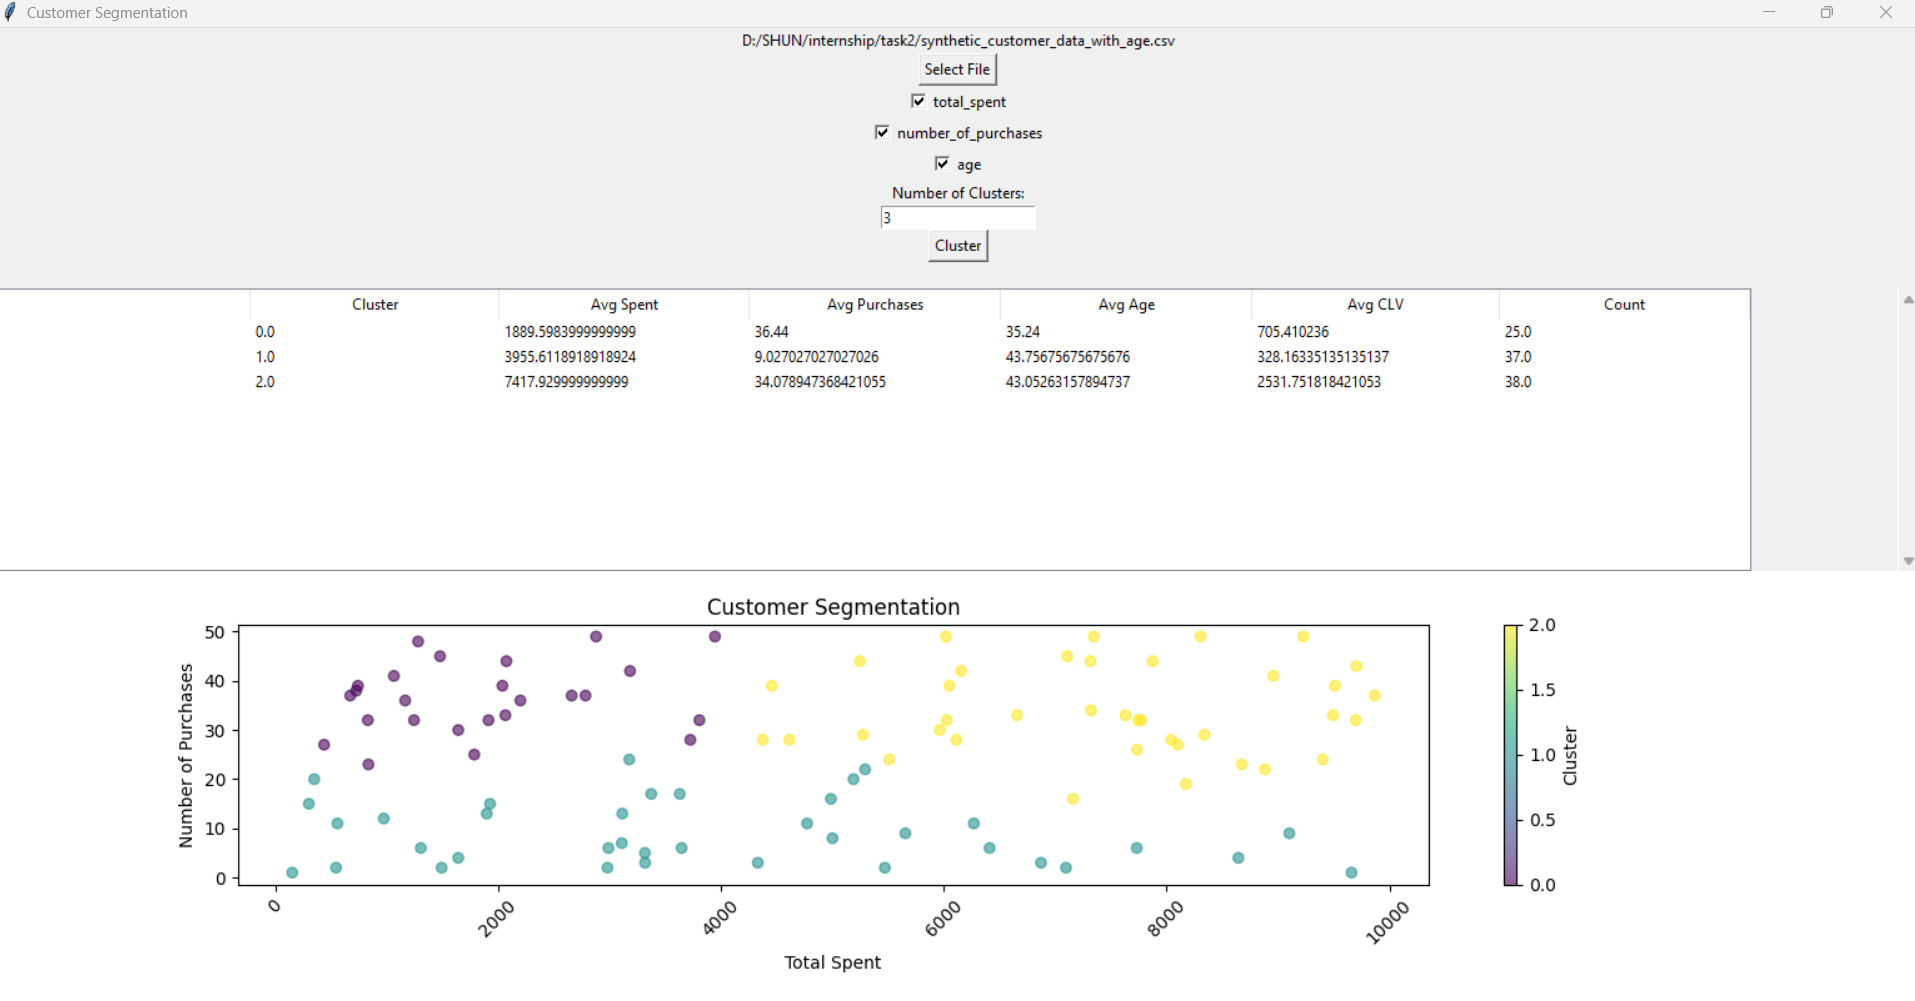 Customer Segmentation
D:/SHUN/internship/task2/synthetic_customer_data_with_age.csv
Select File
total_spent
number_of_purchases
age
Number of Clusters:
3
Cluster
Cluster Avg Spent Avg Purchases Avg Age Avg CLV Count
0.0 1889.5983999999999 36.44 35.24 705.410236 25.0
1.0 3955.6118918918924 9.027027027027026 43.75675675675676 328.16335135135137 37.0
2.0 7417.929999999999 34.078947368421055 43.05263157894737 2531.751818421053 38.0
Customer Segmentation
50
40
30
20
10
0
Number of Purchases
0 2000 4000 6000 8000 10000
Total Spent
2.0
1.5
1.0
0.5
0.0
Cluster